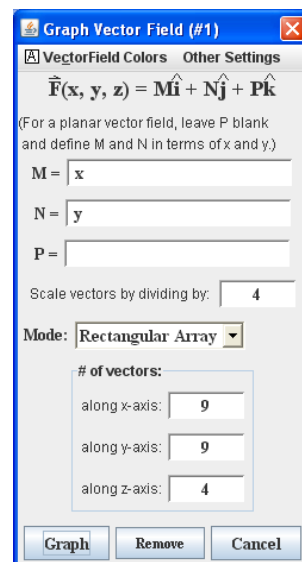 Graph Vector Field (#1)
A VectorField Colors Other Settings
F⃗(x, y, z) = Mî + Nĵ + Pk̂
(For a planar vector field, leave P blank
and define M and N in terms of x and y.)
M = x
N = y
P =
Scale vectors by dividing by: 4
Mode: Rectangular Array
# of vectors:
along x-axis: 9
along y-axis: 9
along z-axis: 4
Graph Remove Cancel